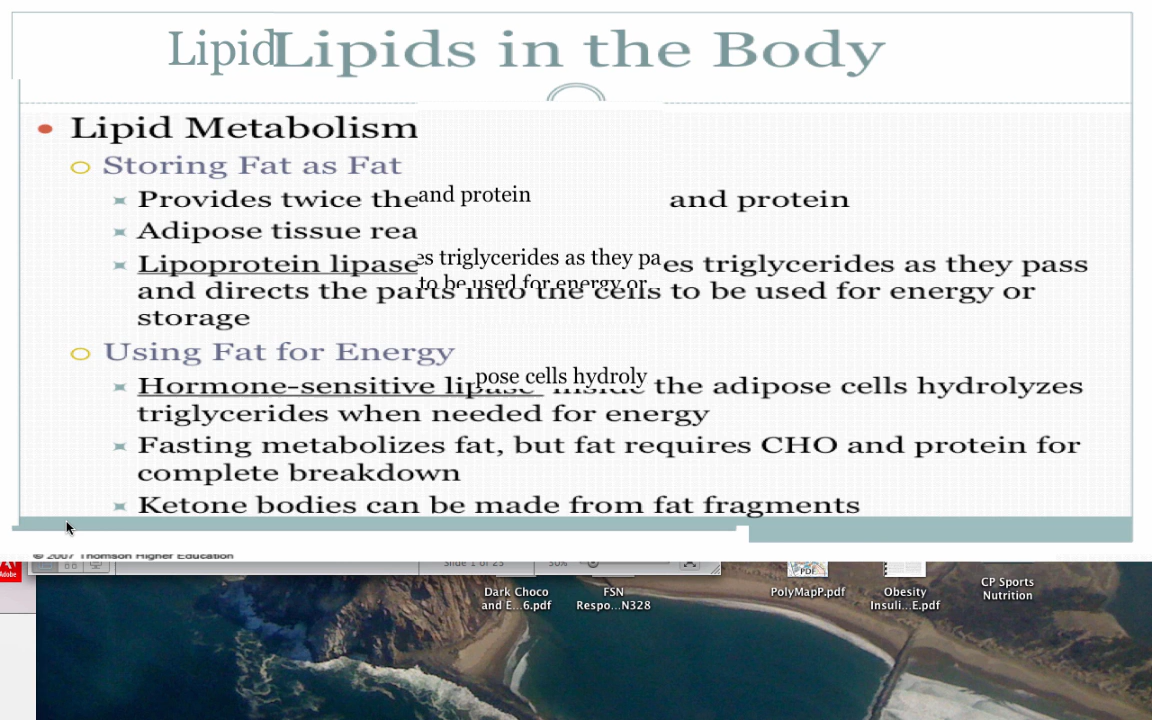 Lipid Lipids in the Body
Lipid Metabolism
Storing Fat as Fat
Provides twice the and protein and protein
Adipose tissue rea
Lipoprotein lipase es triglycerides as they pa es triglycerides as they pass
to be used for energy or
and directs the parts into the cells to be used for energy or
storage
Using Fat for Energy
pose cells hydroly
Hormone-sensitive lipase inside the adipose cells hydrolyzes
triglycerides when needed for energy
Fasting metabolizes fat, but fat requires CHO and protein for
complete breakdown
Ketone bodies can be made from fat fragments
© 2007 Thomson Higher Education
Adobe
Slide 1 of 25 50%
PDF
Dark Choco
and E...6.pdf
FSN
Respo...N328
PolyMapP.pdf
Obesity
Insuli...E.pdf
CP Sports
Nutrition